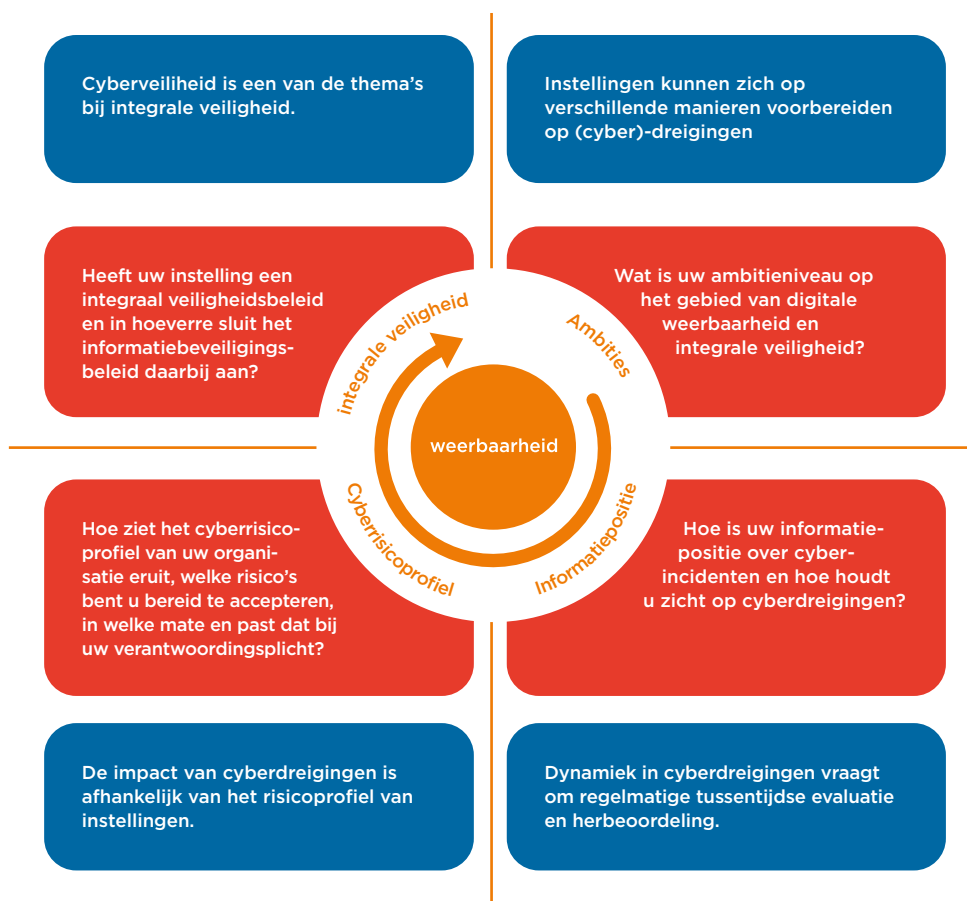 Cyberveiliheid is een van de thema's
bij integrale veiligheid.
Instellingen kunnen zich op
verschillende manieren voorbereiden
op (cyber)-dreigingen
Heeft uw instelling een
integraal veiligheidsbeleid
en in hoeverre sluit het
informatiebeveiligings-
beleid daarbij aan?
Wat is uw ambitieniveau op
het gebied van digitale
weerbaarheid en
integrale veiligheid?
integrale veiligheid
Ambities
weerbaarheid
Cyberrisicoprofiel
Informatiepositie
Hoe ziet het cyberrisico-
profiel van uw organi-
satie eruit, welke risico's
bent u bereid te accepteren,
in welke mate en past dat bij
uw verantwoordingsplicht?
Hoe is uw informatie-
positie over cyber-
incidenten en hoe houdt
u zicht op cyberdreigingen?
De impact van cyberdreigingen is
afhankelijk van het risicoprofiel van
instellingen.
Dynamiek in cyberdreigingen vraagt
om regelmatige tussentijdse evaluatie
en herbeoordeling.